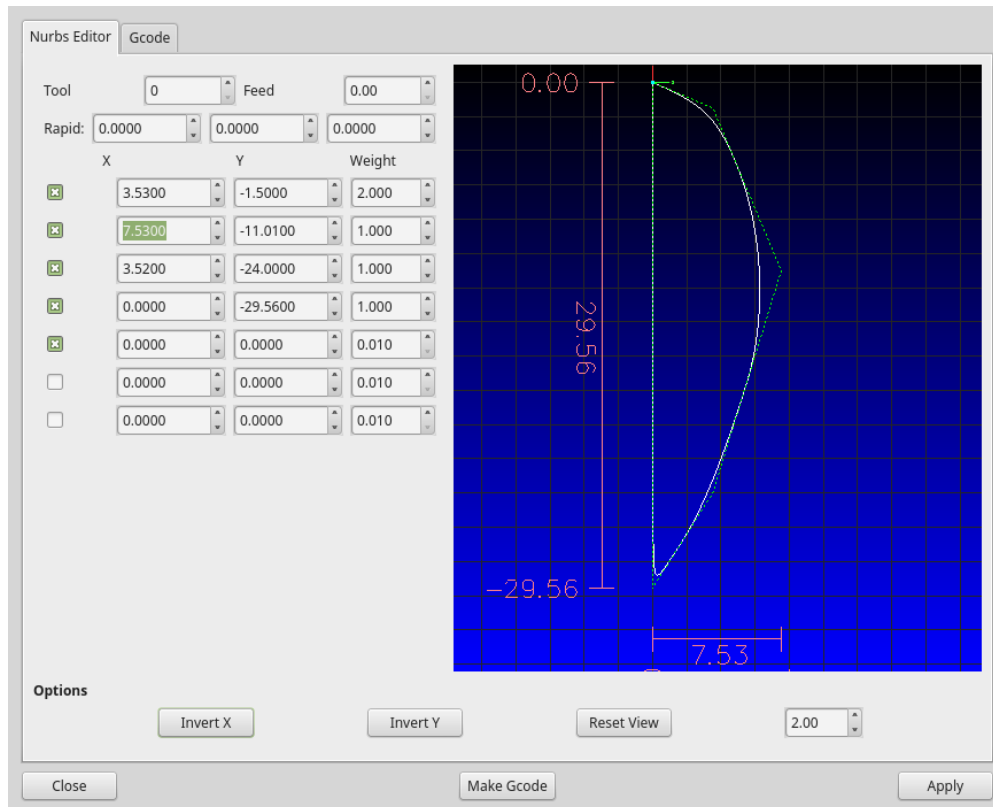 Nurbs Editor Gcode
Tool 0 Feed 0.00
Rapid: 0.0000 0.0000 0.0000
X Y Weight
3.5300 -1.5000 2.000
7.5300 -11.0100 1.000
3.5200 -24.0000 1.000
0.0000 -29.5600 1.000
0.0000 0.0000 0.010
0.0000 0.0000 0.010
0.0000 0.0000 0.010
0.00
29.56
-29.56
7.53
Options
Invert X Invert Y Reset View 2.00
Close Make Gcode Apply